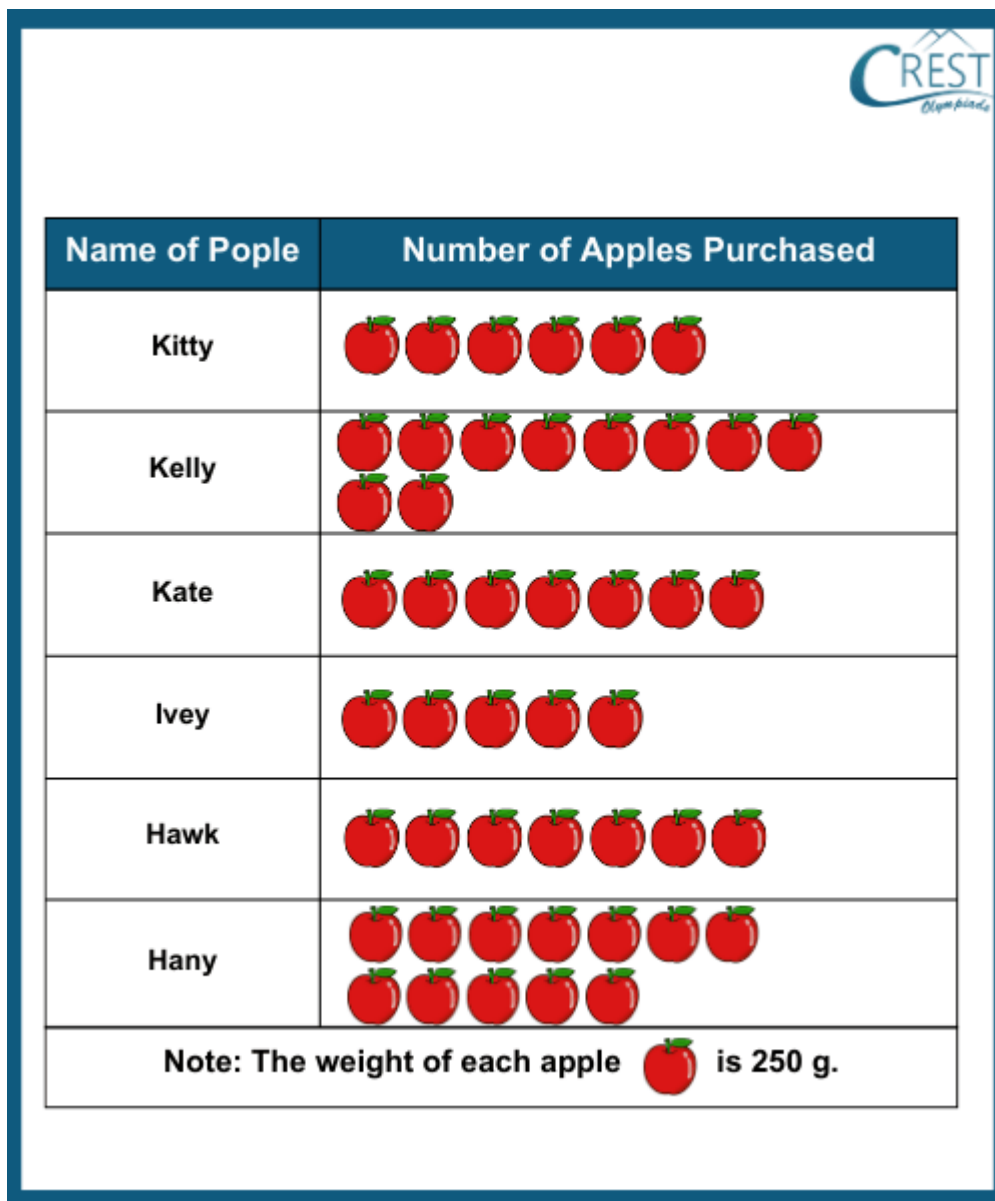 CREST
Olympiads
Name of Pople Number of Apples Purchased
Kitty
Kelly
Kate
Ivey
Hawk
Hany
Note: The weight of each apple is 250 g.